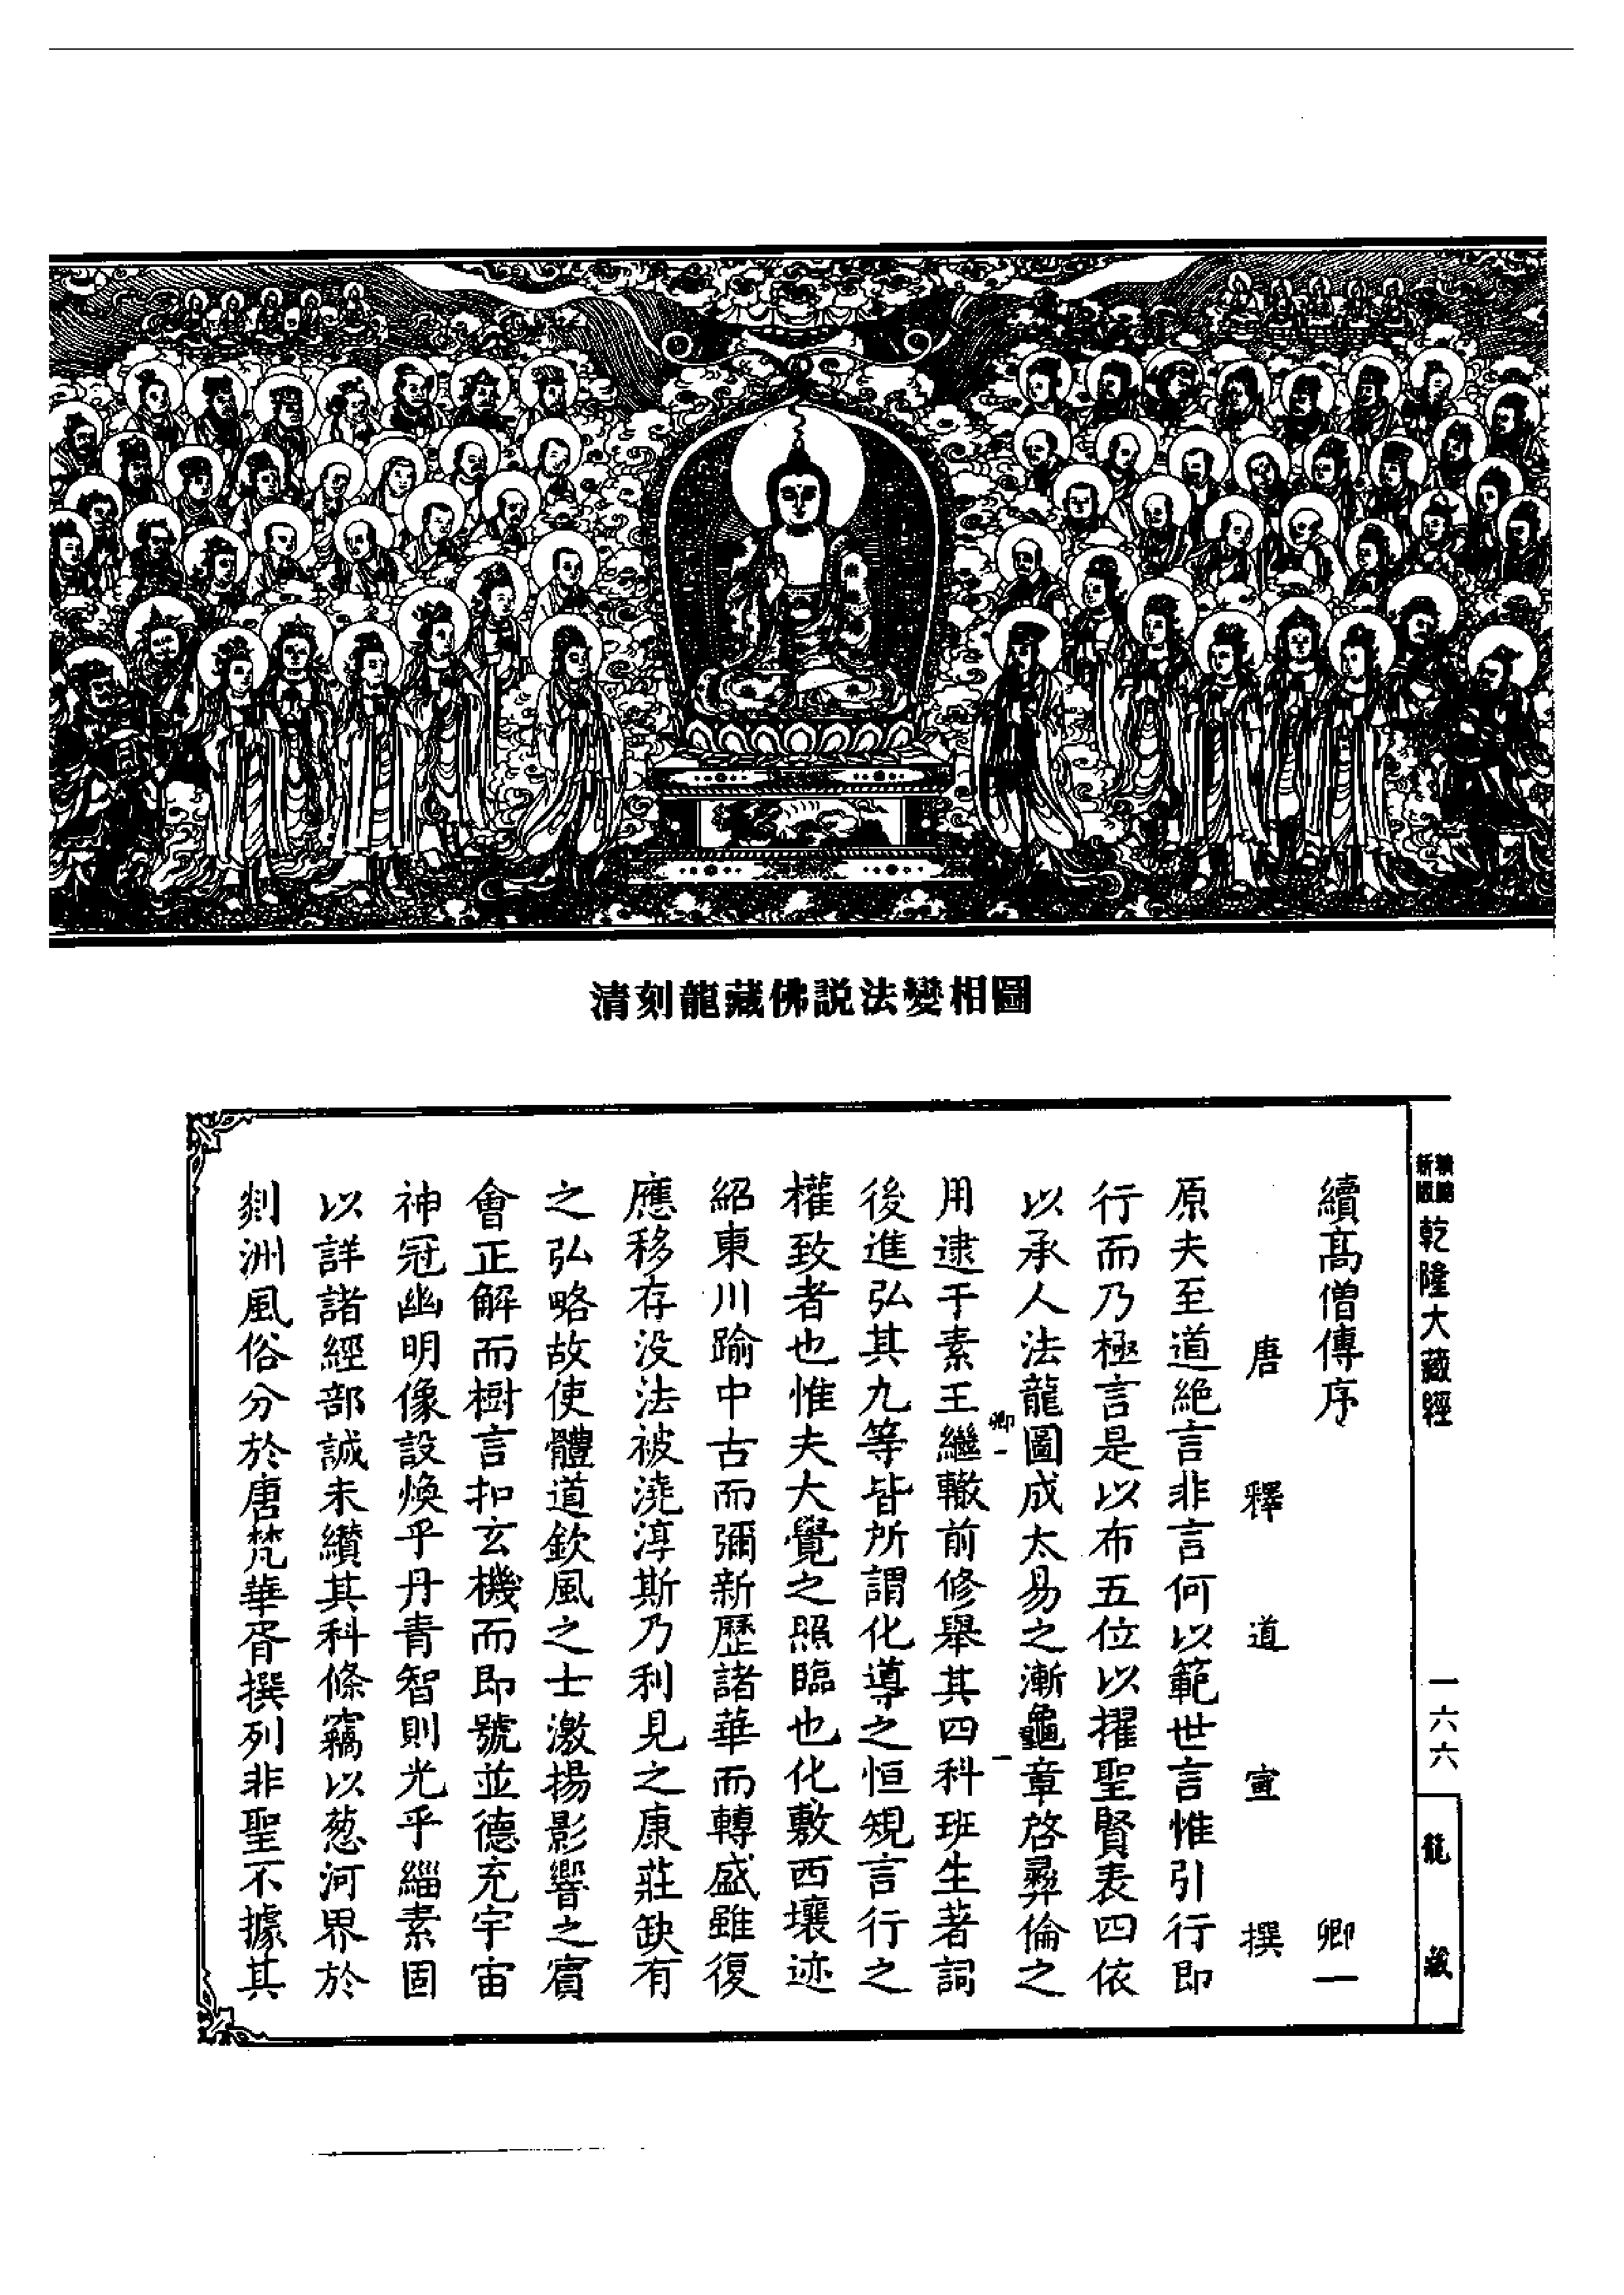 清刻龍藏佛説法變相圖
新版
乾隆大藏經
一六六
龍藏
續高僧傳序 卿一
唐釋道宣撰
原夫至道絶言非言何以範世言惟引行即
行而乃極言是以布五位以擢聖賢表四依
以承人法龍圖成太易之漸龜章啓彞倫之
卿一
一
用逮于素王繼轍前修舉其四科班生著詞
後進弘其九等皆所謂化導之恒規言行之
權致者也惟夫大覺之照臨也化敷西壤迹
紹東川踰中古而彌新歷諸華而轉盛雖復
應移存没法被澆淳斯乃利見之康莊缺有
之弘略故使體道欽風之士激揚影響之賓
會正解而樹言扣玄機而即號並德充宇宙
神冠幽明像設煥乎丹青智則光乎緇素固
以詳諸經部誠未纘其科條竊以葱河界於
剡洲風俗分於唐梵華胥撰列非聖不據其